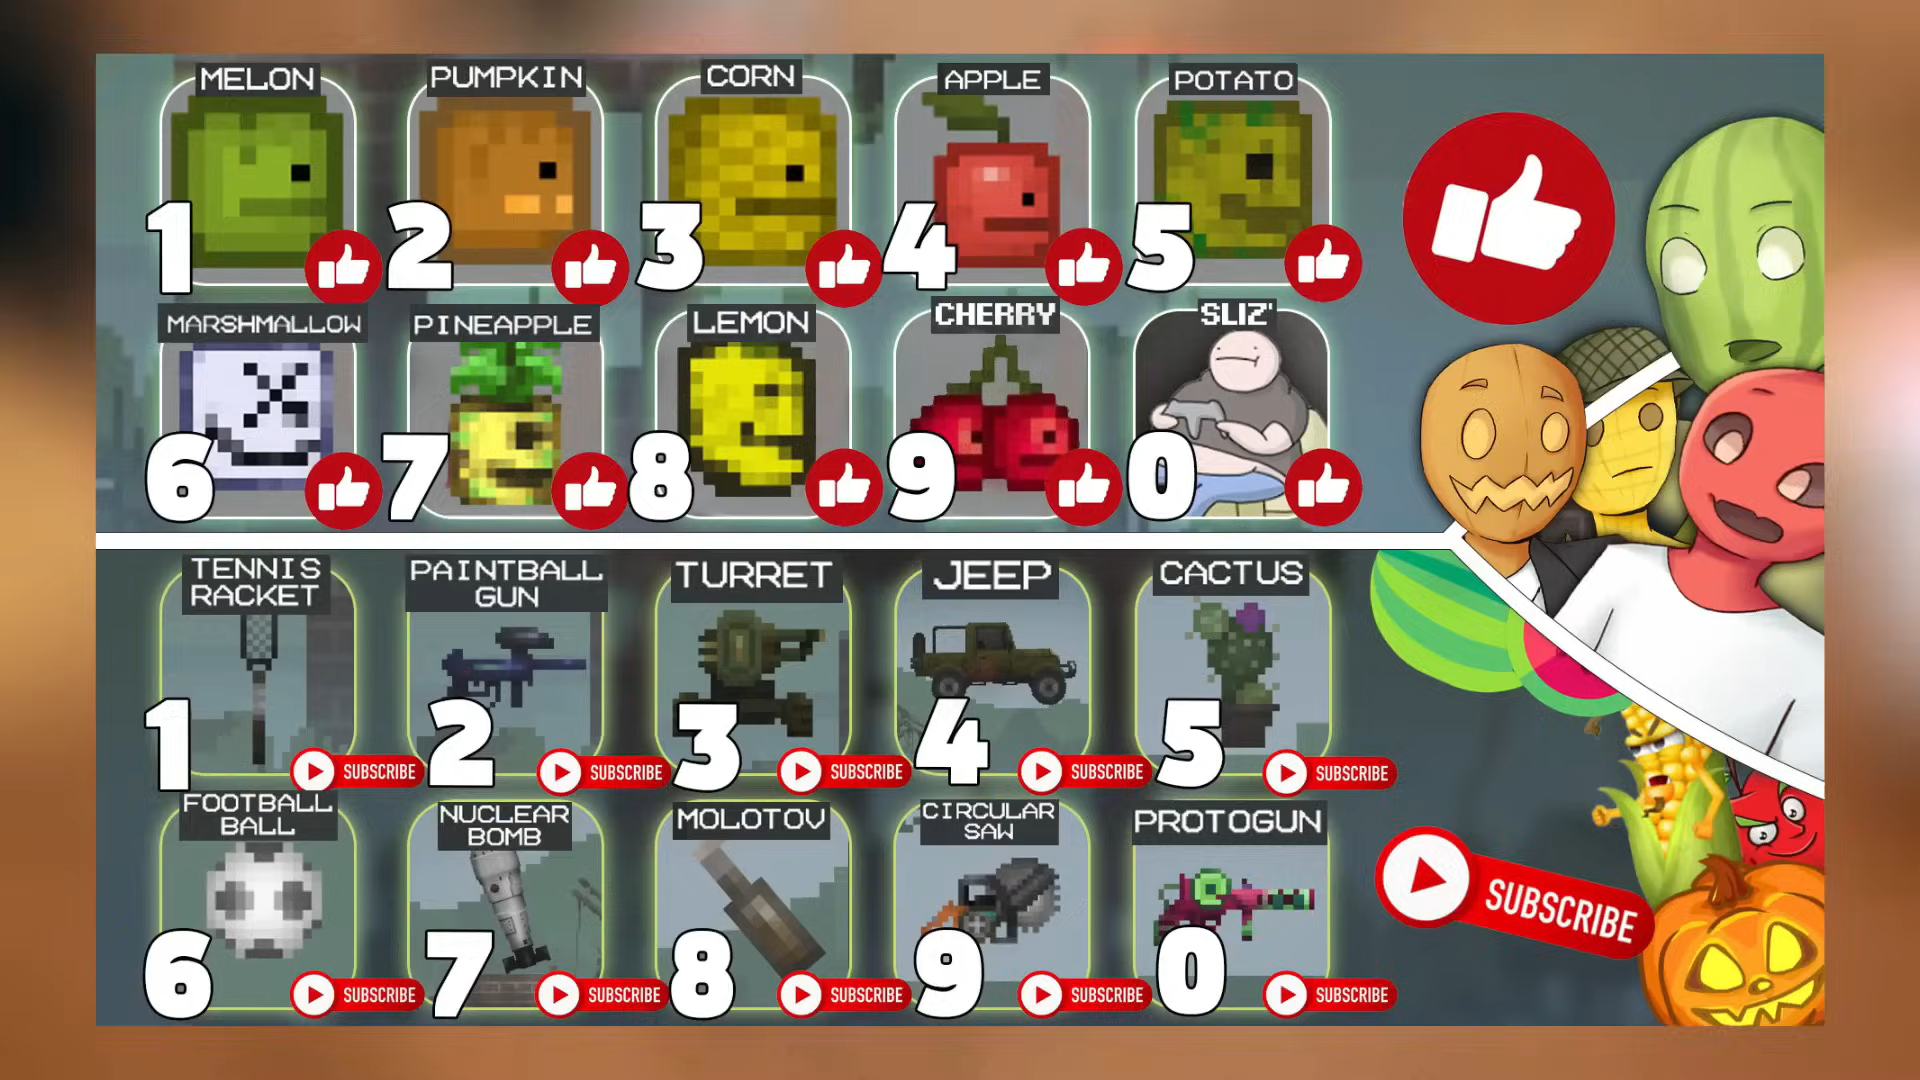 MELON
PUMPKIN
CORN
APPLE
POTATO
1
2
3
4
5
MARSHMALLOW
PINEAPPLE
LEMON
CHERRY
SLIZ'
6
7
8
9
0
TENNIS
RACKET
PAINTBALL
GUN
TURRET
JEEP
CACTUS
1
2
3
4
5
SUBSCRIBE
SUBSCRIBE
SUBSCRIBE
SUBSCRIBE
SUBSCRIBE
FOOTBALL
BALL
NUCLEAR
BOMB
MOLOTOV
CIRCULAR
SAW
PROTOGUN
SUBSCRIBE
6
7
8
9
0
SUBSCRIBE
SUBSCRIBE
SUBSCRIBE
SUBSCRIBE
SUBSCRIBE